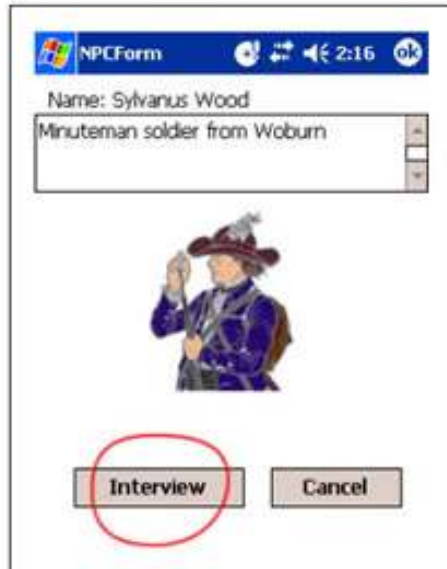 NPCForm 2:16 ok
Name: Sylvanus Wood
Minuteman soldier from Woburn
Interview Cancel